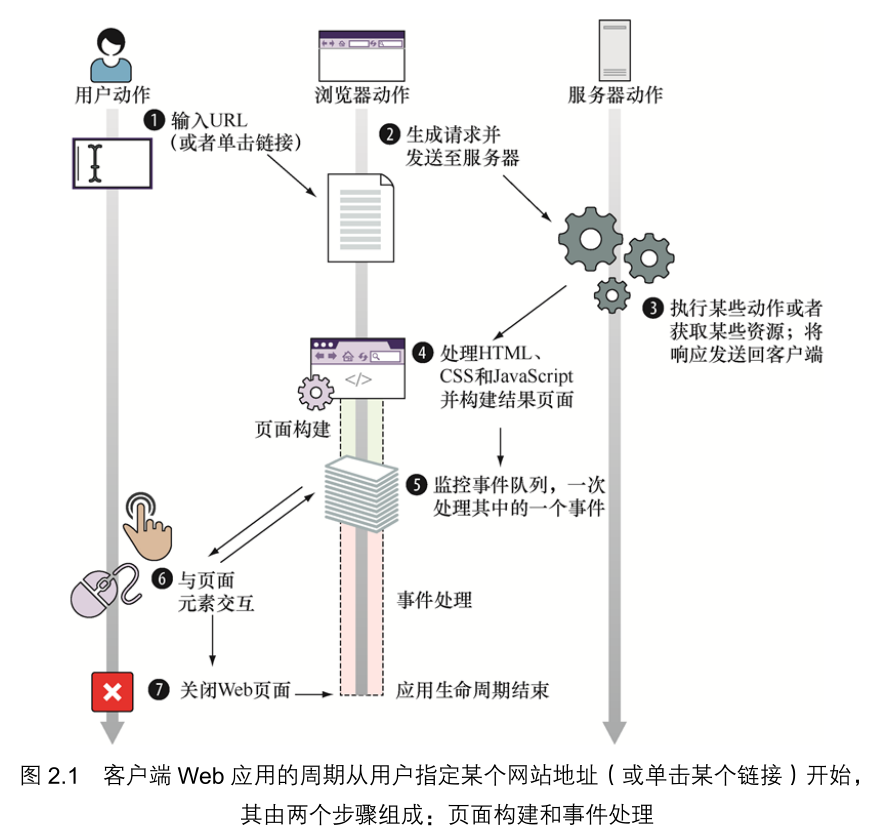 用户动作
浏览器动作
服务器动作
1 输入URL
（或者单击链接）
2 生成请求并
发送至服务器
3 执行某些动作或者
获取某些资源；将
响应发送回客户端
4 处理HTML、
CSS和JavaScript
并构建结果页面
</>
页面构建
5 监控事件队列，一次
处理其中的一个事件
6 与页面
元素交互
事件处理
7 关闭Web页面
应用生命周期结束
图 2.1 客户端 Web 应用的周期从用户指定某个网站地址（或单击某个链接）开始，
其由两个步骤组成：页面构建和事件处理